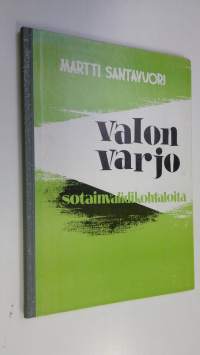 MARTTI SANTAVUORI
valon
varjo
sotainvalidikohtaloita